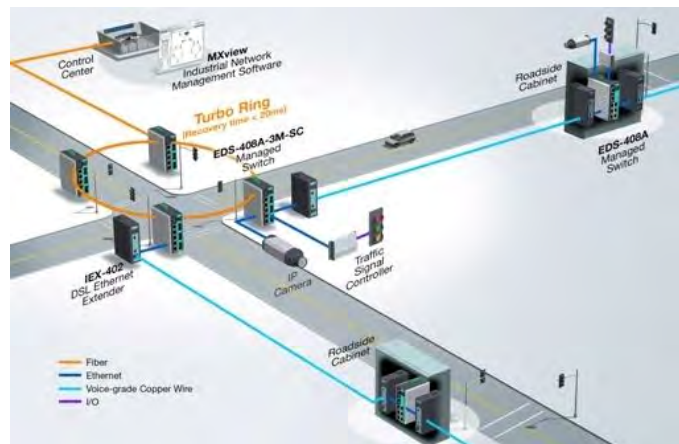 Control
Center
MXview
Industrial Network
Management Software
Turbo Ring
(Recovery time < 20ms)
EDS-408A-3M-SC
Managed
Switch
Roadside
Cabinet
EDS-408A
Managed
Switch
IEX-402
DSL Ethernet
Extender
IP
Camera
Traffic
Signal
Controller
Roadside
Cabinet
Fiber
Ethernet
Voice-grade Copper Wire
I/O